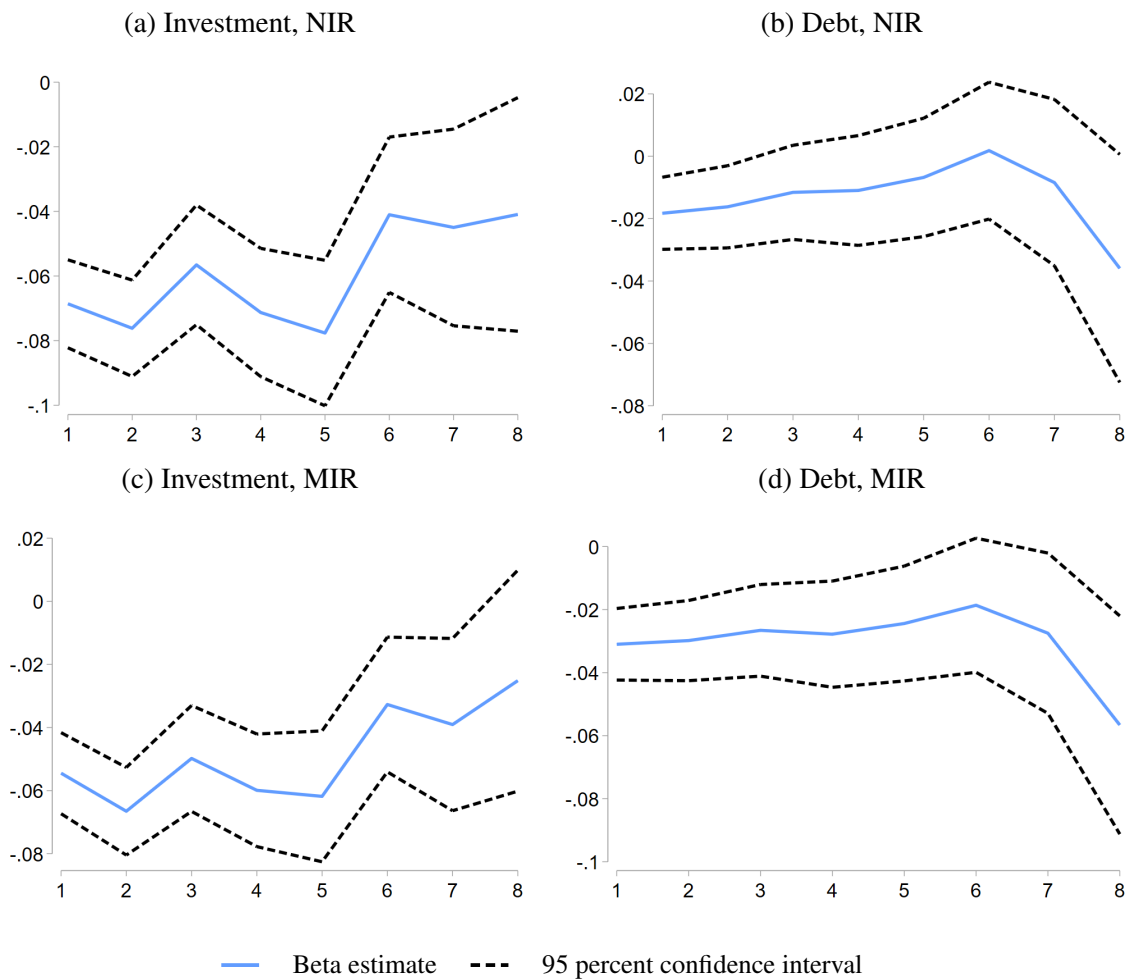 (a) Investment, NIR
(b) Debt, NIR
0
-.02
-.04
-.06
-.08
-.1
1 2 3 4 5 6 7 8
.02
0
-.02
-.04
-.06
-.08
1 2 3 4 5 6 7 8
(c) Investment, MIR
(d) Debt, MIR
.02
0
-.02
-.04
-.06
-.08
1 2 3 4 5 6 7 8
0
-.02
-.04
-.06
-.08
-.1
1 2 3 4 5 6 7 8
Beta estimate 95 percent confidence interval